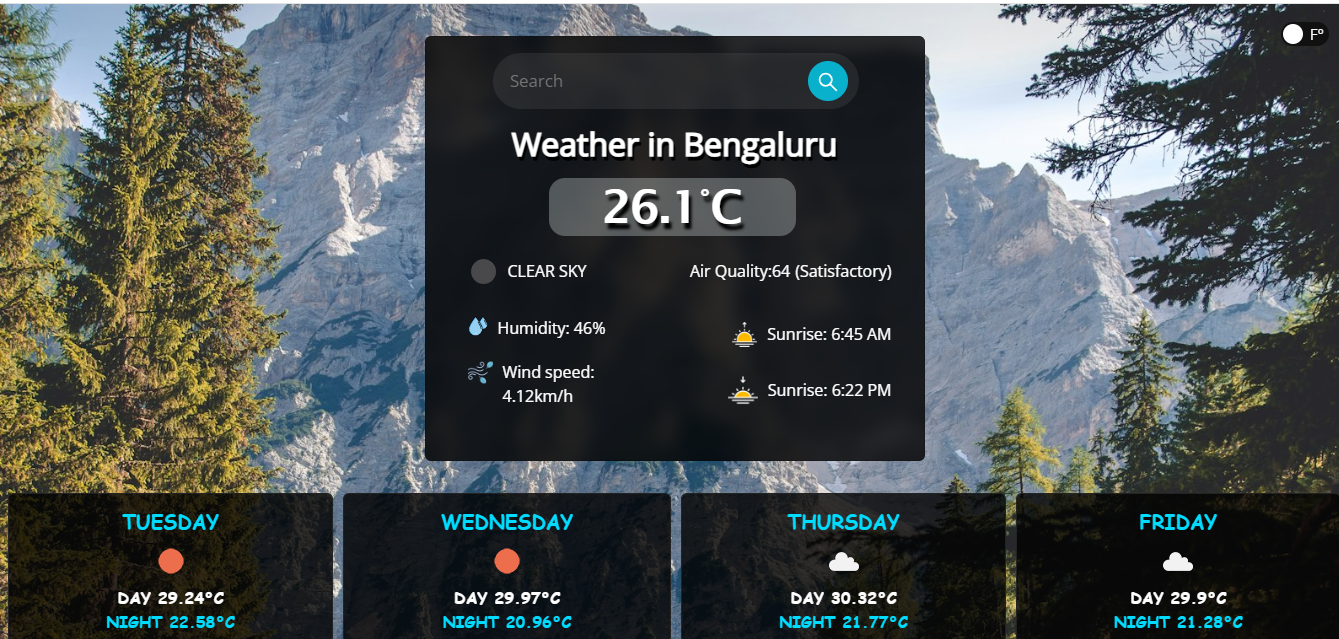 F°
Search
Weather in Bengaluru
26.1°C
CLEAR SKY
Air Quality:64 (Satisfactory)
Humidity: 46%
Sunrise: 6:45 AM
Wind speed:
4.12km/h
Sunrise: 6:22 PM
TUESDAY
DAY 29.24°C
NIGHT 22.58°C
WEDNESDAY
DAY 29.97°C
NIGHT 20.96°C
THURSDAY
DAY 30.32°C
NIGHT 21.77°C
FRIDAY
DAY 29.9°C
NIGHT 21.28°C